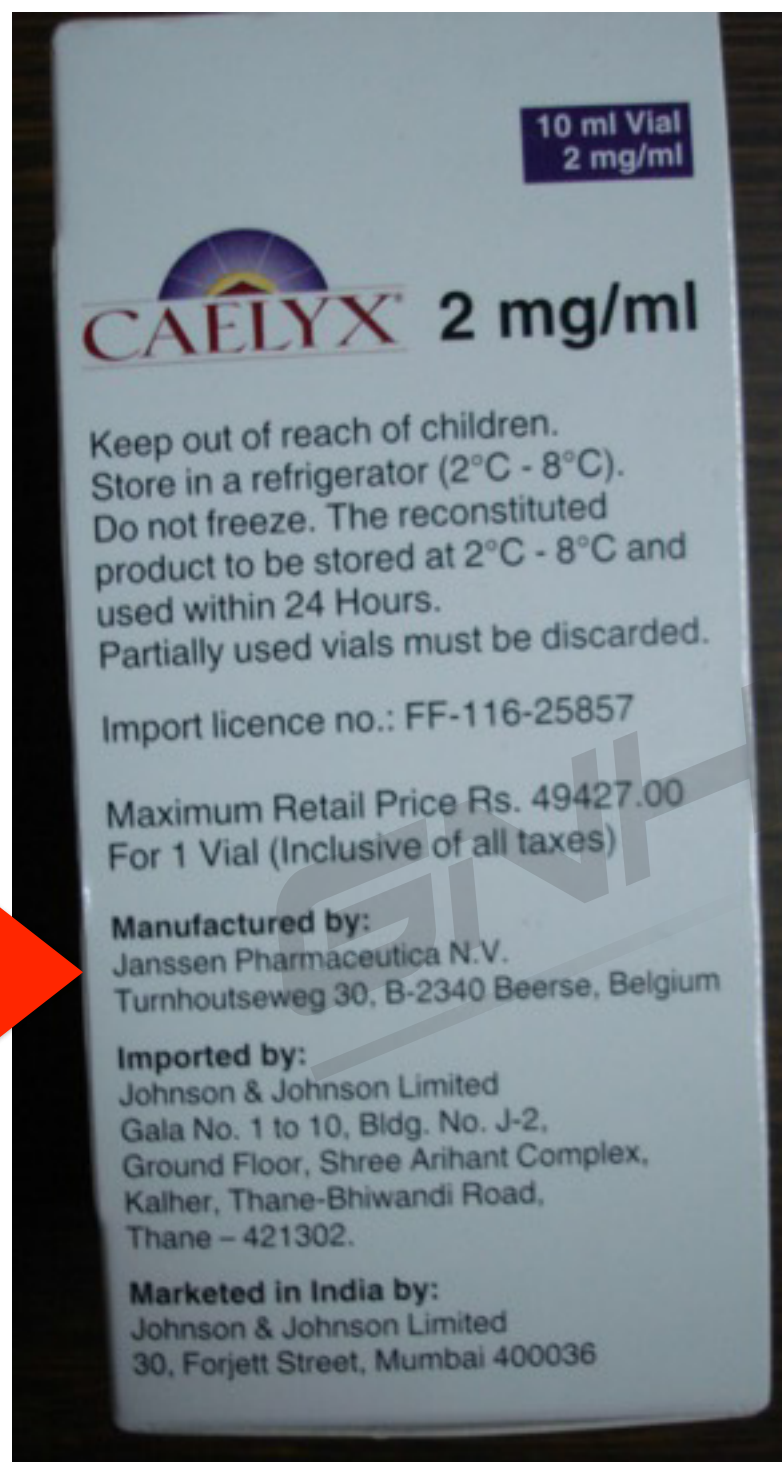 10 ml Vial
2 mg/ml
CAELYX® 2 mg/ml
Keep out of reach of children.
Store in a refrigerator (2°C - 8°C).
Do not freeze. The reconstituted
product to be stored at 2°C - 8°C and
used within 24 Hours.
Partially used vials must be discarded.
Import licence no.: FF-116-25857
Maximum Retail Price Rs. 49427.00
For 1 Vial (Inclusive of all taxes)
GNH
Manufactured by:
Janssen Pharmaceutica N.V.
Turnhoutseweg 30, B-2340 Beerse, Belgium
Imported by:
Johnson & Johnson Limited
Gala No. 1 to 10, Bldg. No. J-2,
Ground Floor, Shree Arihant Complex,
Kalher, Thane-Bhiwandi Road,
Thane – 421302.
Marketed in India by:
Johnson & Johnson Limited
30, Forjett Street, Mumbai 400036